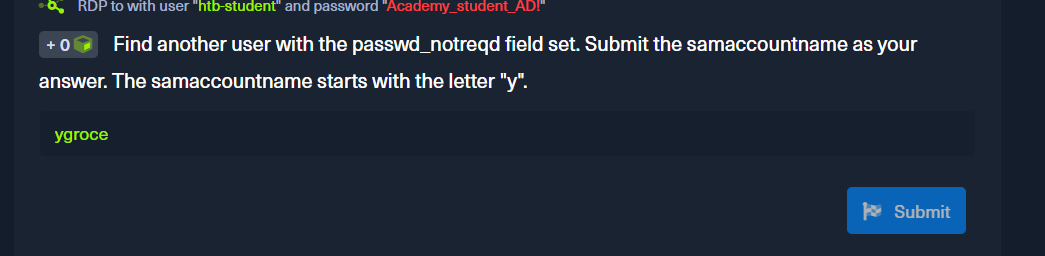 RDP to with user "htb-student" and password "Academy_student_AD!"
+ 0 Find another user with the passwd_notreqd field set. Submit the samaccountname as your
answer. The samaccountname starts with the letter "y".
ygroce
Submit